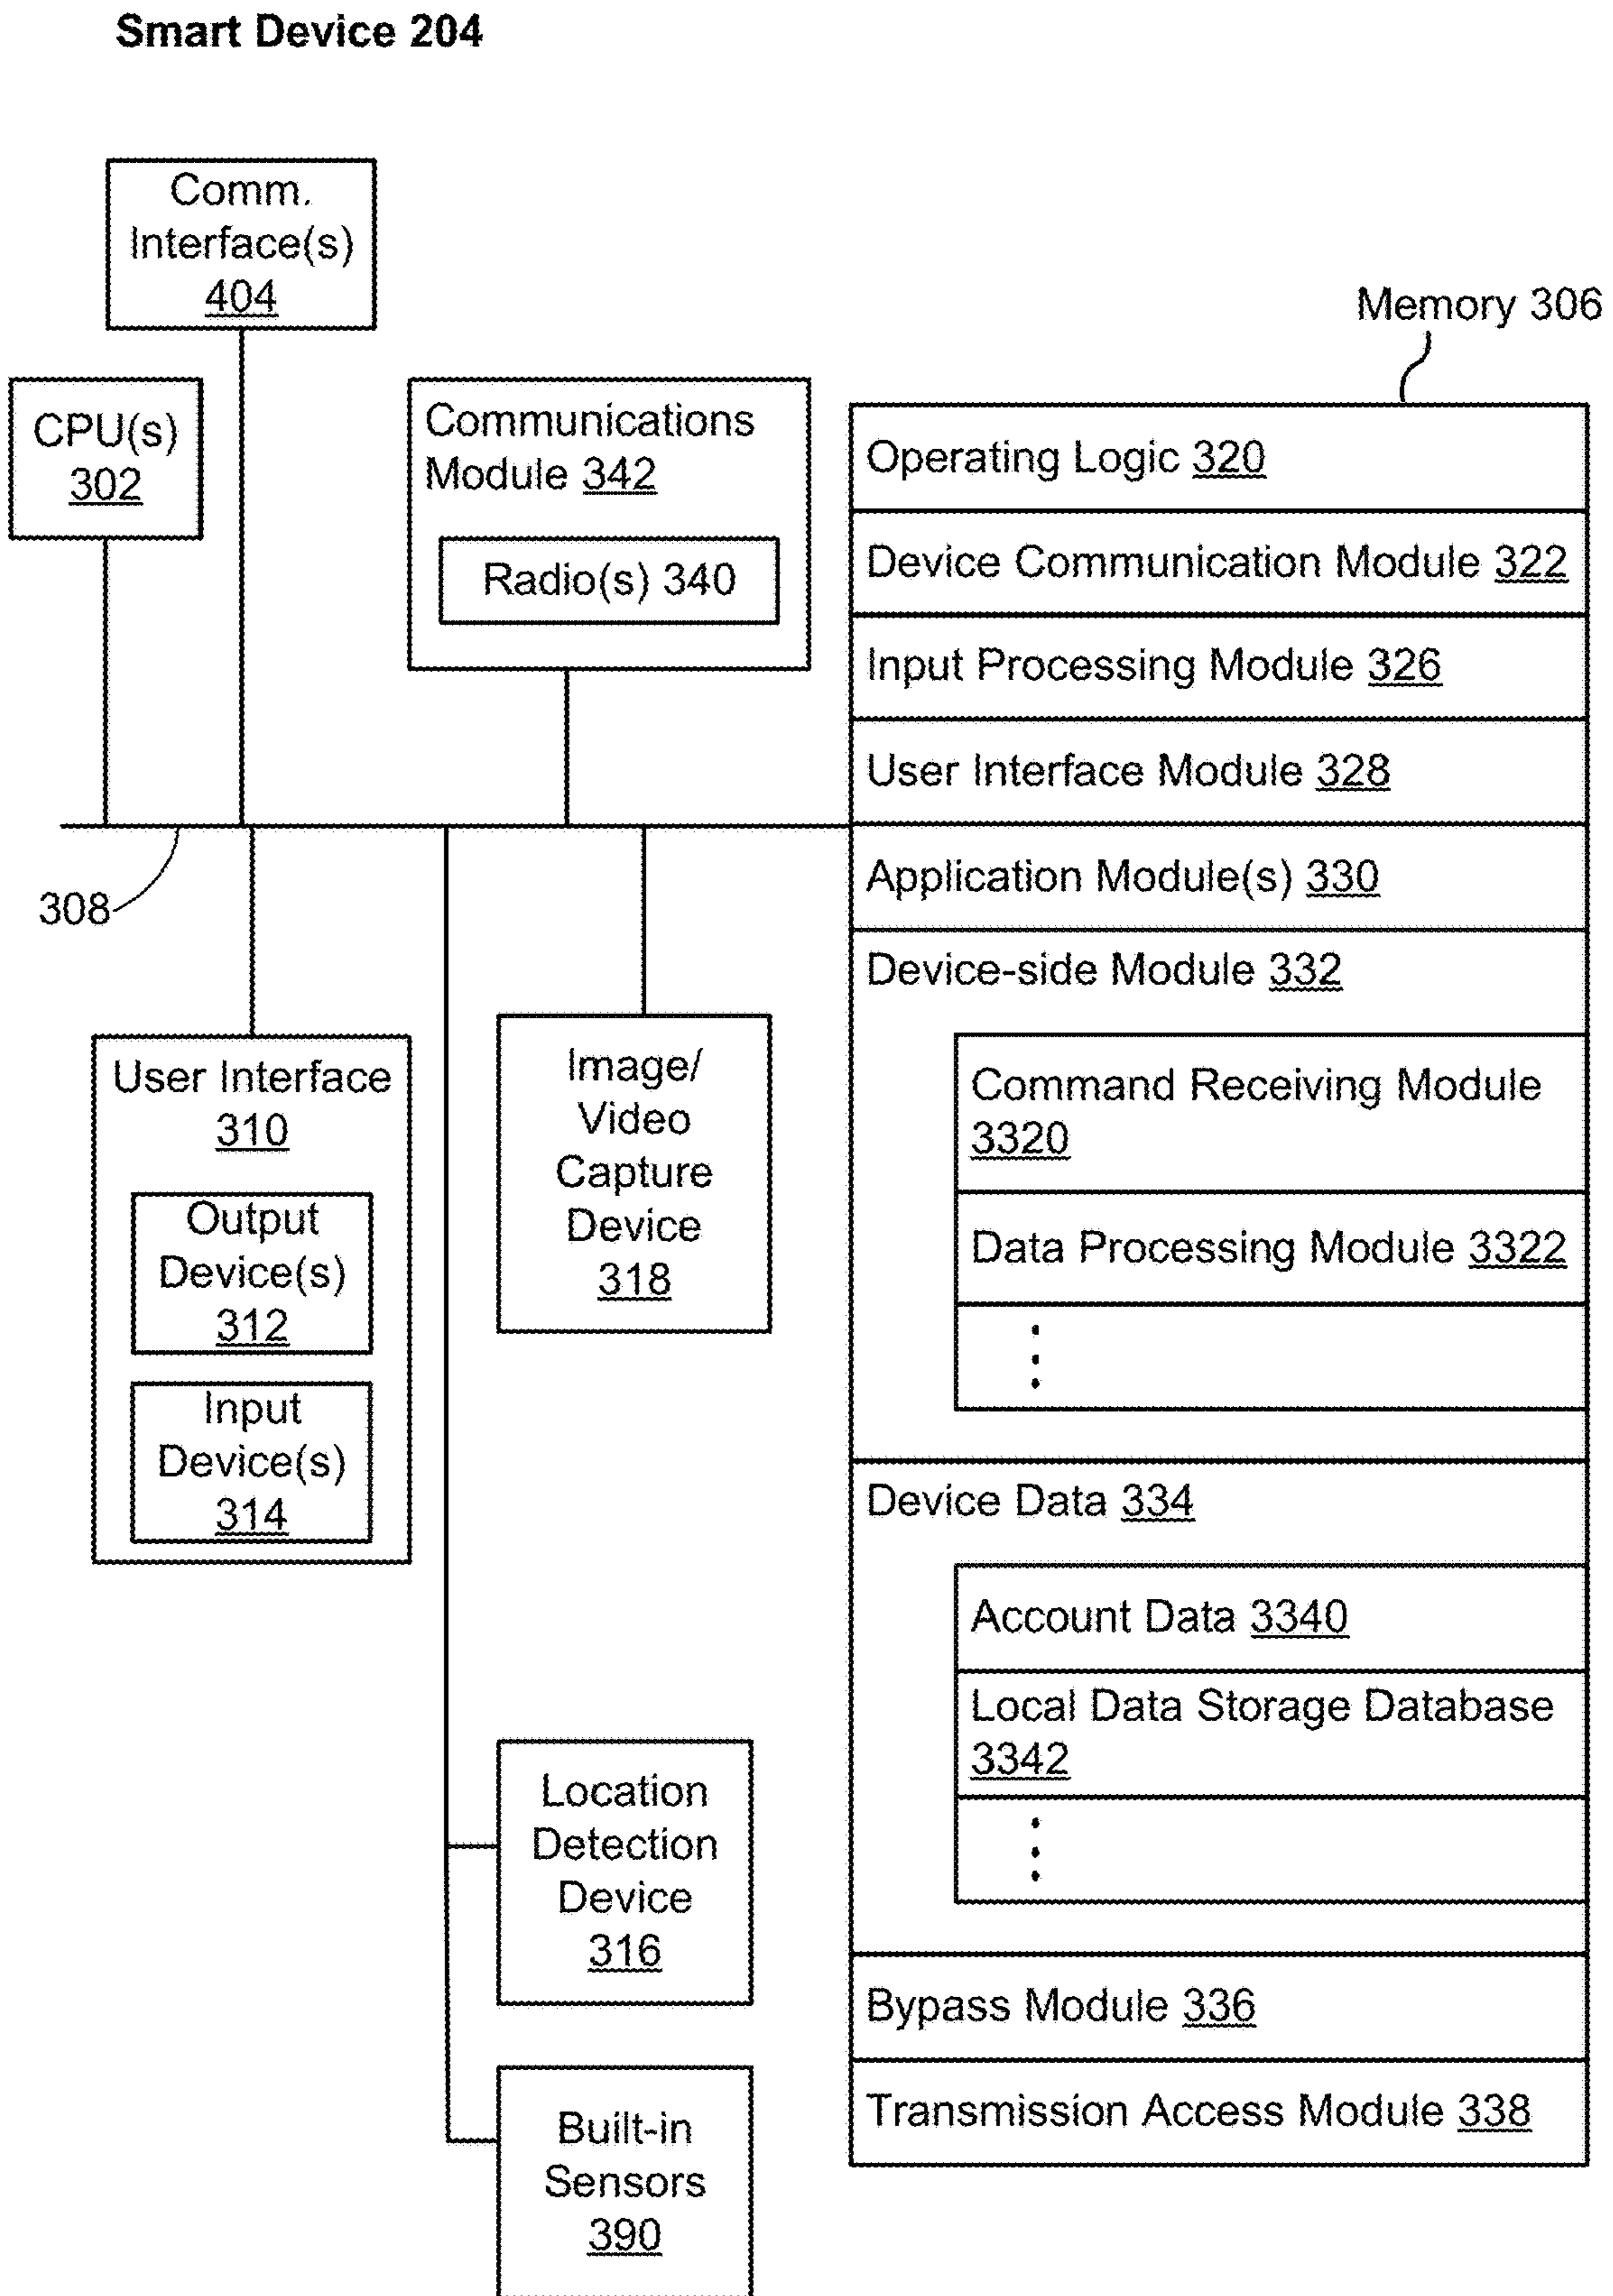 Smart Device 204
Comm.
Interface(s)
404
Memory 306
CPU(s)
302
Communications
Module 342
Radio(s) 340
308
User Interface
310
Output
Device(s)
312
Input
Device(s)
314
Image/
Video
Capture
Device
318
Location
Detection
Device
316
Built-in
Sensors
390
Operating Logic 320
Device Communication Module 322
Input Processing Module 326
User Interface Module 328
Application Module(s) 330
Device-side Module 332
Command Receiving Module
3320
Data Processing Module 3322
Device Data 334
Account Data 3340
Local Data Storage Database
3342
Bypass Module 336
Transmission Access Module 338